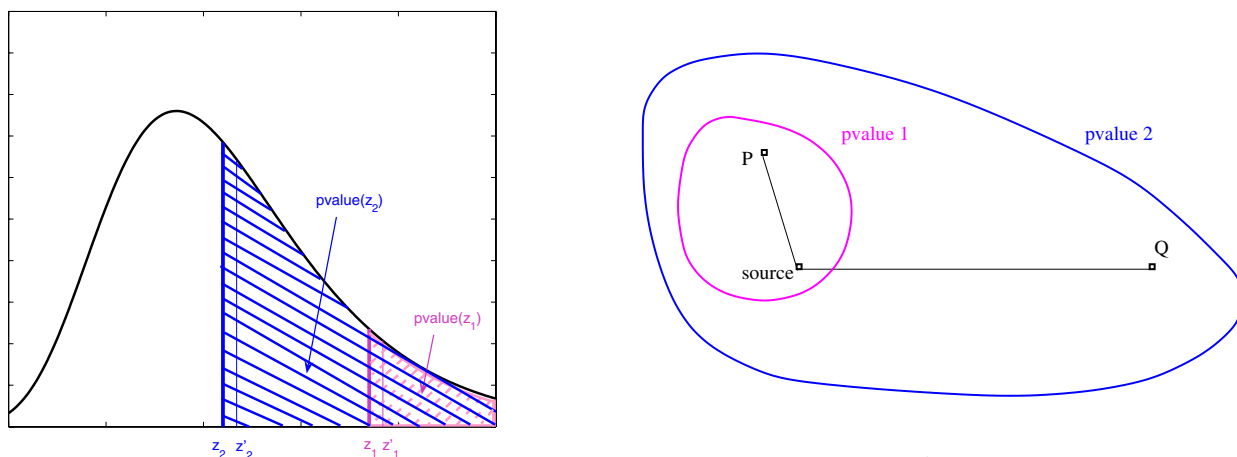 pvalue(z₂)
pvalue(z₁)
z₂ z'₂ z₁ z'₁
pvalue 1
pvalue 2
P
Q
source